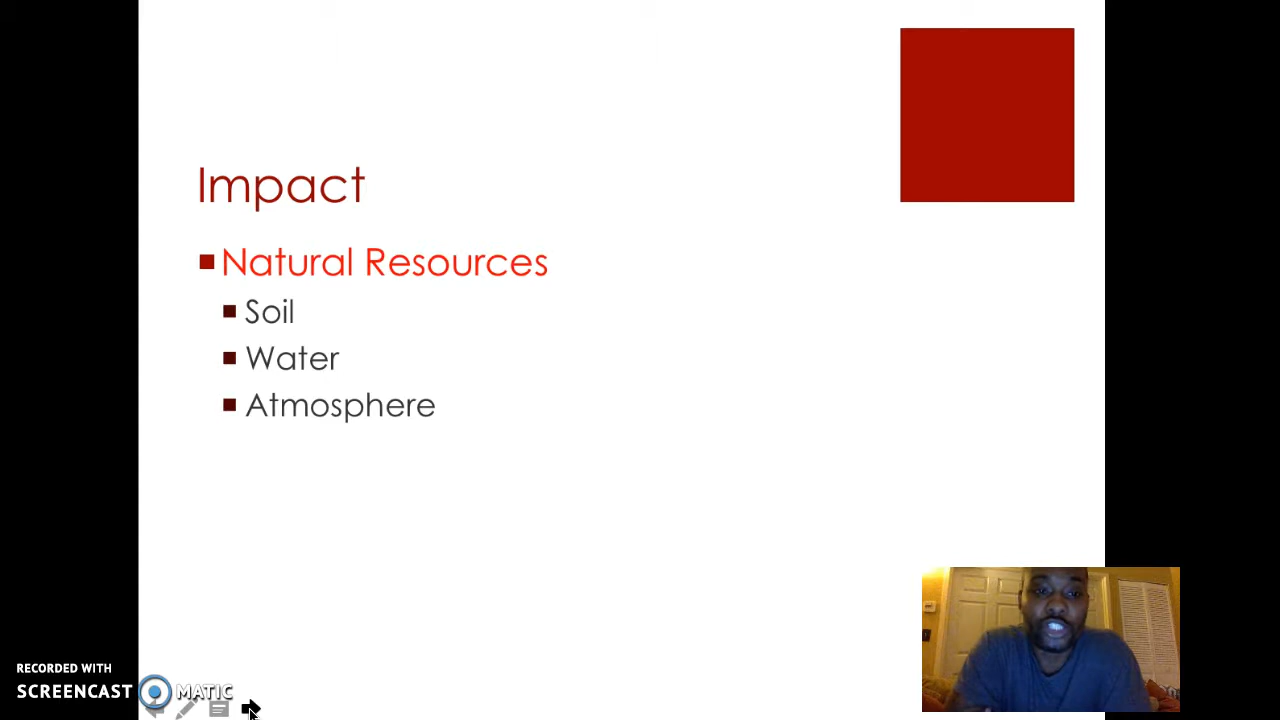 Impact
Natural Resources
Soil
Water
Atmosphere
RECORDED WITH
SCREENCAST MATIC